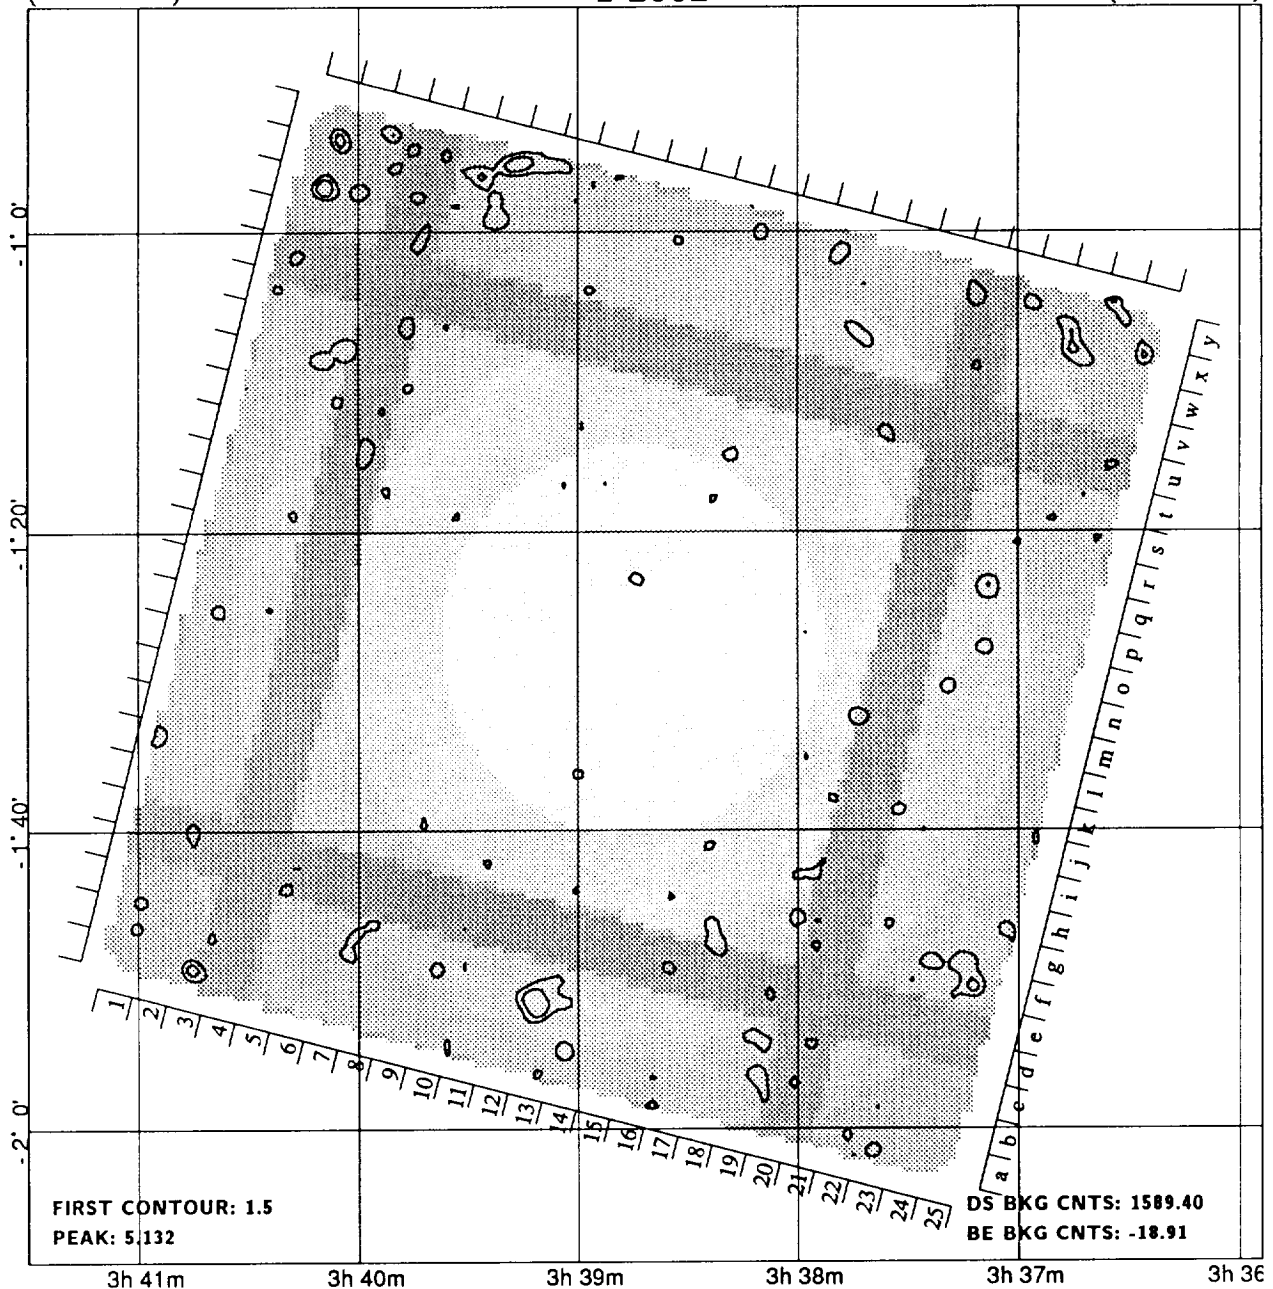 -1° 0'
-1° 20'
-1° 40'
-2° 0'
a b c d e f g h i j k l m n o p q r s t u v w x y
1 2 3 4 5 6 7 8 9 10 11 12 13 14 15 16 17 18 19 20 21 22 23 24 25
FIRST CONTOUR: 1.5
PEAK: 5.132
DS BKG CNTS: 1589.40
BE BKG CNTS: -18.91
3h 41m 3h 40m 3h 39m 3h 38m 3h 37m 3h 36